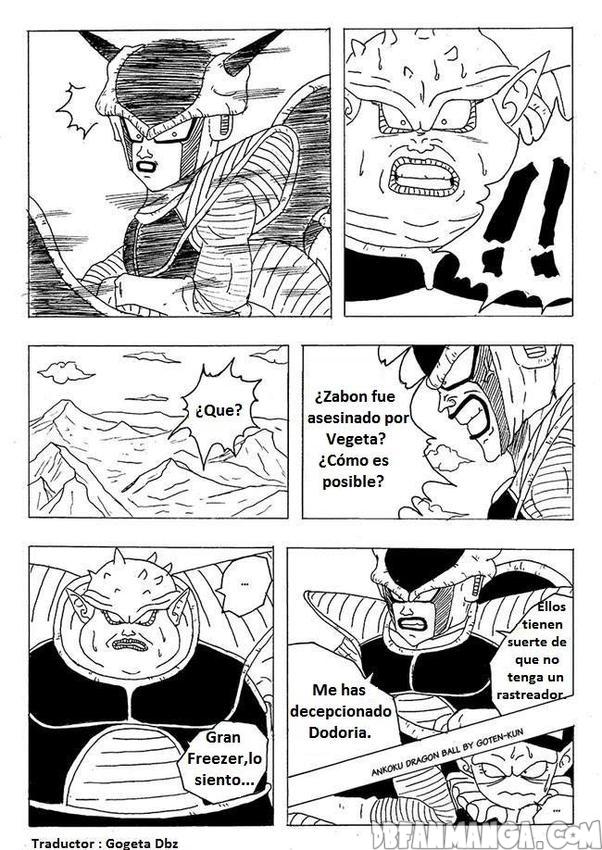 ¿Que?
¿Zabon fue
asesinado por
Vegeta?
¿Cómo es
posible?
...
Gran
Freezer,lo
siento...
Ellos
tienen
suerte de
que no
tenga un
rastreador.
Me has
decepcionado
Dodoria.
ANKOKU DRAGON BALL BY GOTEN-KUN
...
Traductor : Gogeta Dbz
DBFANMANGA.COM